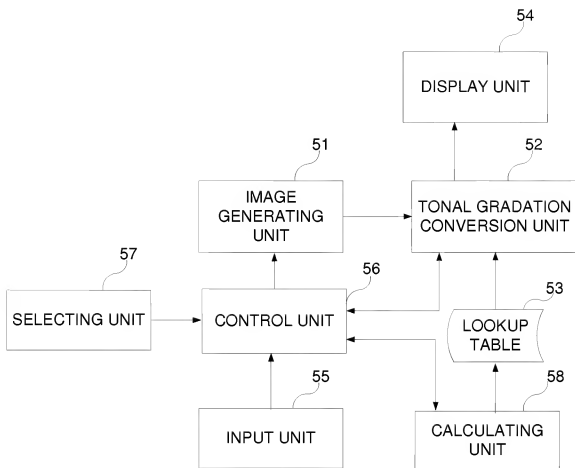 54
DISPLAY UNIT
51
52
IMAGE
GENERATING
UNIT
TONAL GRADATION
CONVERSION UNIT
57
56
53
SELECTING UNIT
CONTROL UNIT
LOOKUP
TABLE
55
58
INPUT UNIT
CALCULATING
UNIT